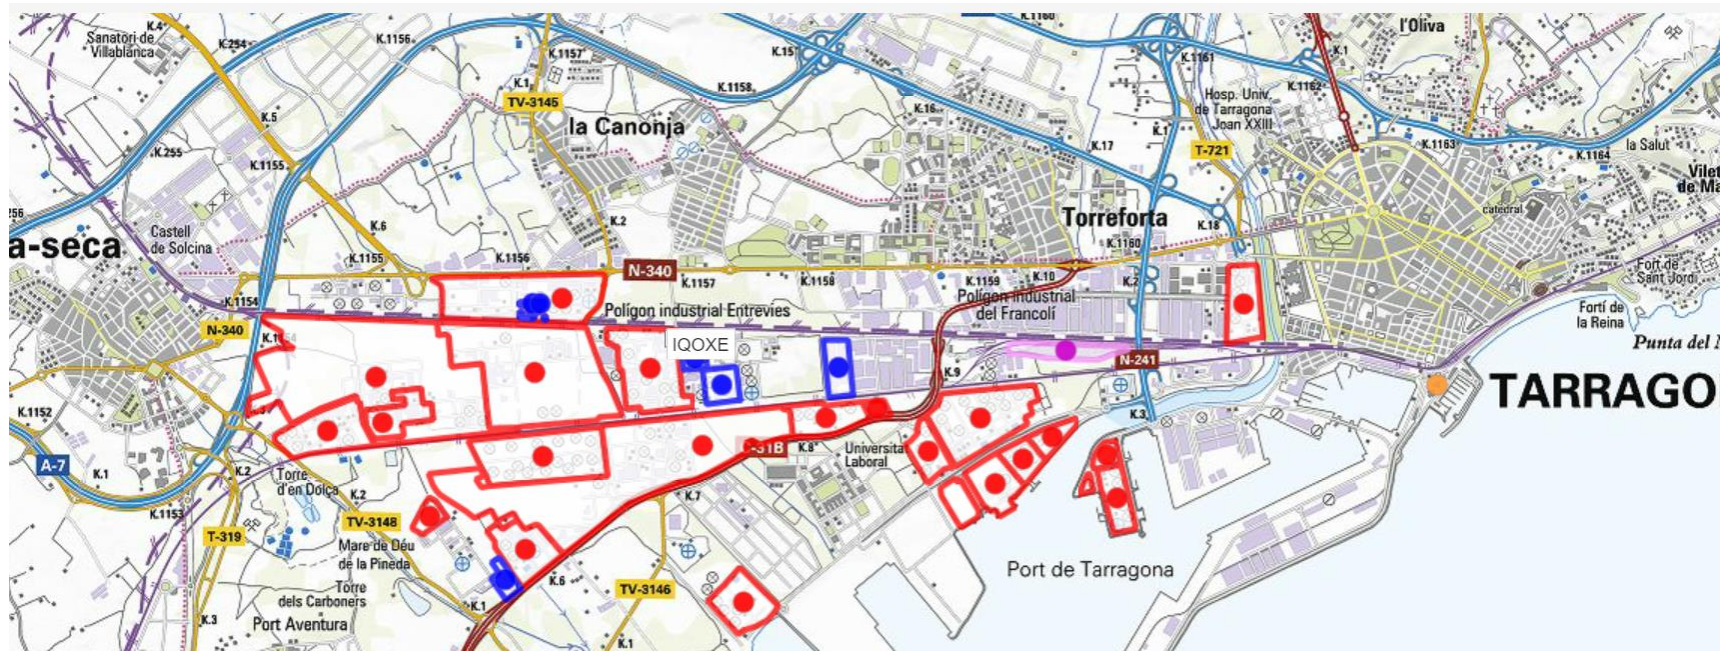 Sanatori de
Villablanca
K.4
K.254
K.1156
K.1157
K.1
TV-3145
K.15
K.1158
K.1160
K.1161
K.1162
K.1
l'Oliva
Hosp. Univ.
de Tarragona
Joan XXIII
K.16
K.17
K.1
T-721
K.1163
K.1164
la Salut
la Canonja
K.5
K.255
K.1155
256
a-seca
Castell
de Solcina
K.6
K.2
Torreforta
K.18
catedral
K.1155
K.1156
N-340
K.1157
K.1158
K.1159
K.10
K.1160
K.2
Fort de
Sant Jordi
K.1154
N-340
Polígon industrial Entrevies
Polígon industrial
del Francolí
Fortí de
la Reina
IQOXE
N-241
K.9
TARRAGO
K.1152
K.3
A-7
K.1
K.2
K.8
Universitat
Laboral
Torre
d'en Dolça
K.2
K.7
K.1153
T-319
TV-3148
Mare de Déu
de la Pineda
K.6
TV-3146
Port de Tarragona
Torre
dels Carboners
K.1
Port Aventura
K.3
K.1